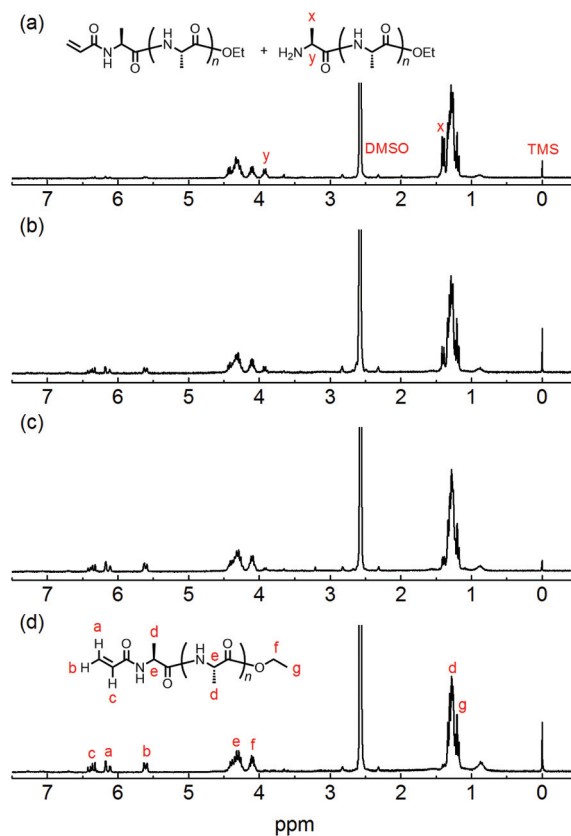 (a)
x
O
H
N
O
N
H
O
n
OEt
+
H2N
y
O
H
N
O
n
OEt
y
DMSO
x
TMS
7 6 5 4 3 2 1 0
(b)
7 6 5 4 3 2 1 0
(c)
7 6 5 4 3 2 1 0
(d)
a
H
b H
H
c
O
N
H
d
e
O
H
N
e
d
O
n
O
f
g
c a b e f d g
7 6 5 4 3 2 1 0
ppm